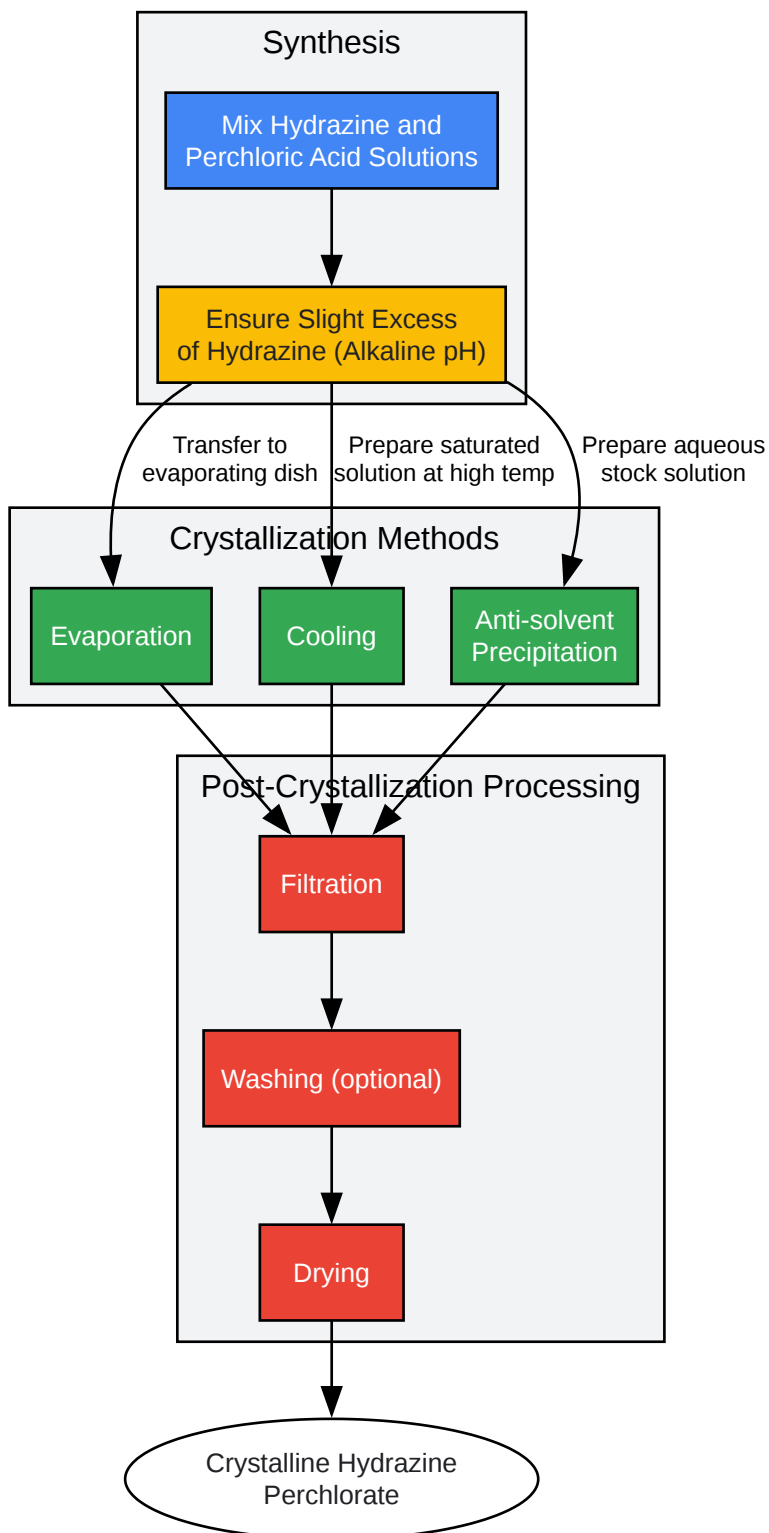 Synthesis
Mix Hydrazine and
Perchloric Acid Solutions
Ensure Slight Excess
of Hydrazine (Alkaline pH)
Transfer to
evaporating dish
Prepare saturated
solution at high temp
Prepare aqueous
stock solution
Crystallization Methods
Evaporation
Cooling
Anti-solvent
Precipitation
Post-Crystallization Processing
Filtration
Washing (optional)
Drying
Crystalline Hydrazine
Perchlorate